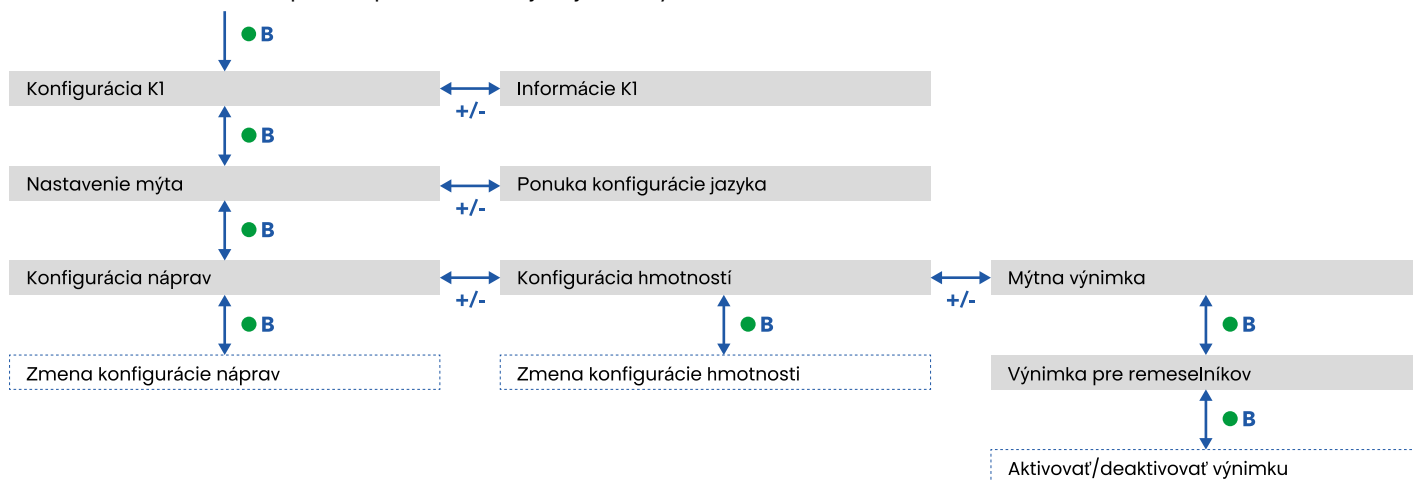 B
Konfigurácia K1
+/-
Informácie K1
B
Nastavenie mýta
+/-
Ponuka konfigurácie jazyka
B
Konfigurácia náprav
+/-
Konfigurácia hmotností
+/-
Mýtna výnimka
B
B
B
Zmena konfigurácie náprav
Zmena konfigurácie hmotnosti
Výnimka pre remeselníkov
B
Aktivovať/deaktivovať výnimku